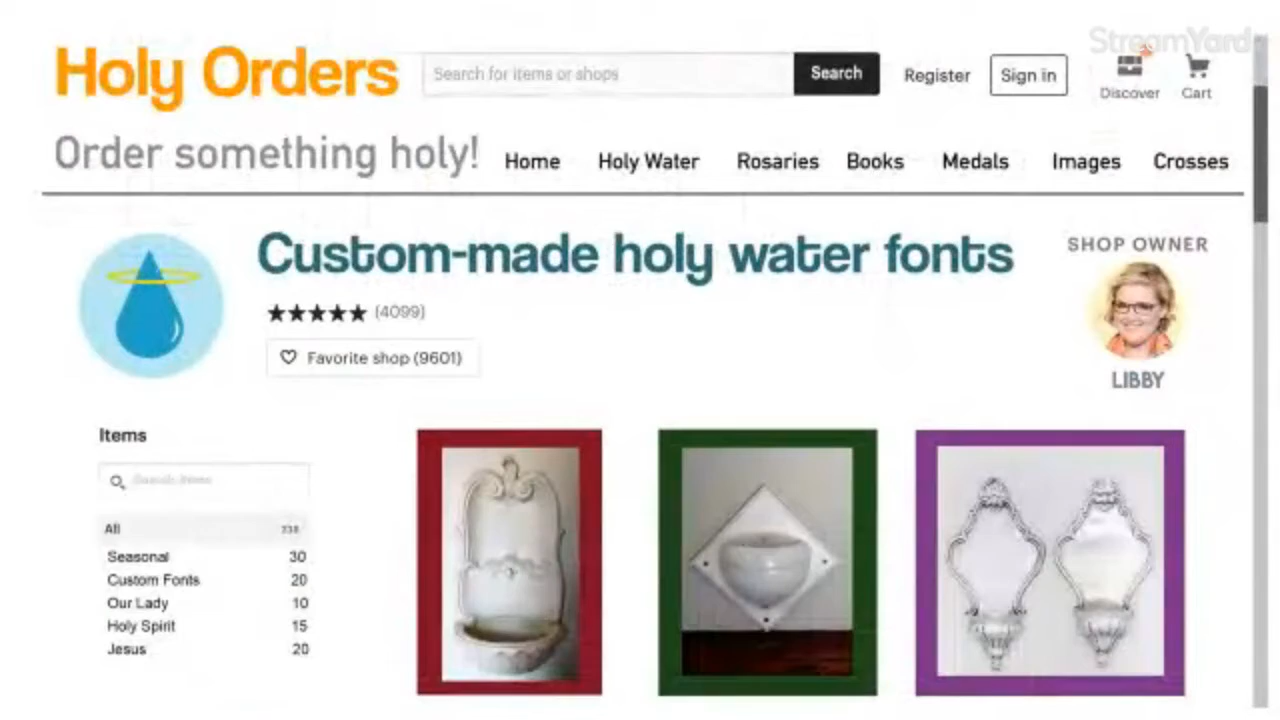 StreamYard
Holy Orders
Search for items or shops
Search
Register
Sign in
Discover
Cart
Order something holy!
Home
Holy Water
Rosaries
Books
Medals
Images
Crosses
Custom-made holy water fonts
SHOP OWNER
★★★★★ (4099)
Favorite shop (9601)
LIBBY
Items
Search items
All
Seasonal 30
Custom Fonts 20
Our Lady 10
Holy Spirit 15
Jesus 20